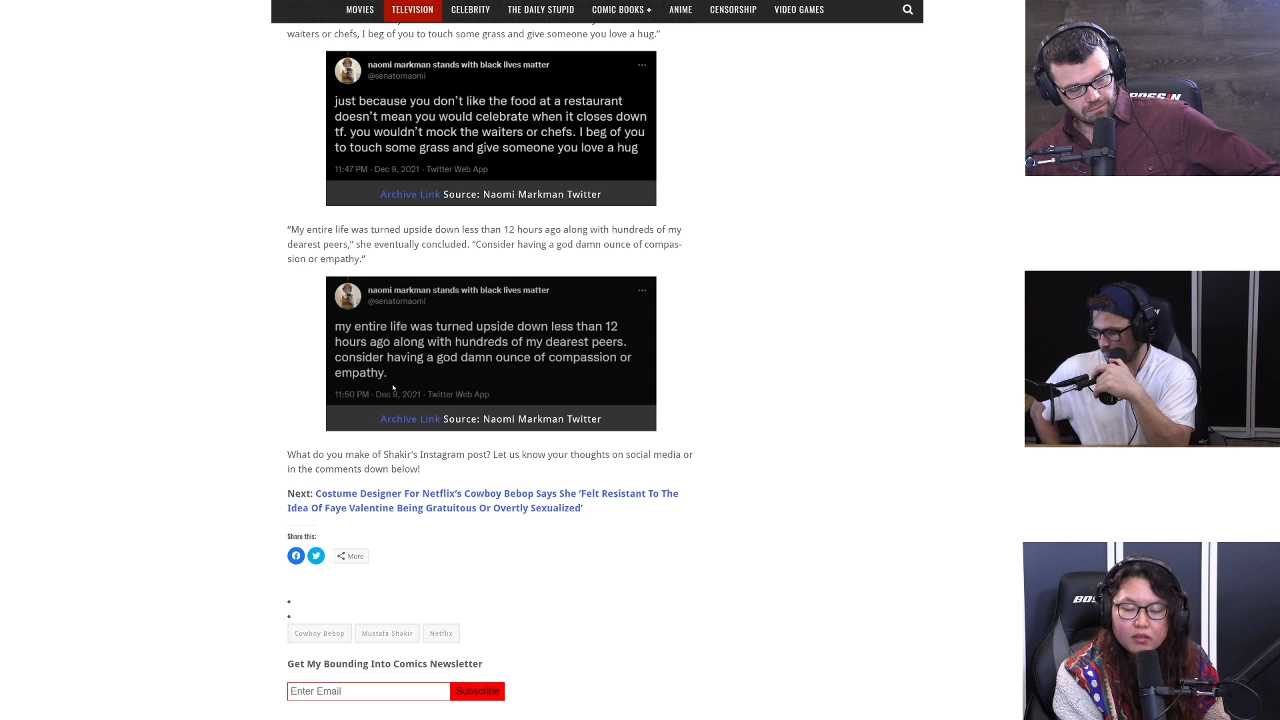 MOVIES TELEVISION CELEBRITY THE DAILY STUPID COMIC BOOKS + ANIME CENSORSHIP VIDEO GAMES
waiters or chefs, I beg of you to touch some grass and give someone you love a hug.”
naomi markman stands with black lives matter
@senatornaomi
just because you don't like the food at a restaurant
doesn't mean you would celebrate when it closes down
tf. you wouldn't mock the waiters or chefs. I beg of you
to touch some grass and give someone you love a hug
11:47 PM · Dec 9, 2021 · Twitter Web App
Archive Link Source: Naomi Markman Twitter
“My entire life was turned upside down less than 12 hours ago along with hundreds of my
dearest peers,” she eventually concluded. “Consider having a god damn ounce of compas-
sion or empathy.”
naomi markman stands with black lives matter
@senatornaomi
my entire life was turned upside down less than 12
hours ago along with hundreds of my dearest peers.
consider having a god damn ounce of compassion or
empathy.
11:50 PM · Dec 9, 2021 · Twitter Web App
Archive Link Source: Naomi Markman Twitter
What do you make of Shakir’s Instagram post? Let us know your thoughts on social media or
in the comments down below!
Next: Costume Designer For Netflix’s Cowboy Bebop Says She ‘Felt Resistant To The
Idea Of Faye Valentine Being Gratuitous Or Overtly Sexualized’
Share this:
More
Cowboy Bebop Mustafa Shakir Netflix
Get My Bounding Into Comics Newsletter
Enter Email Subscribe